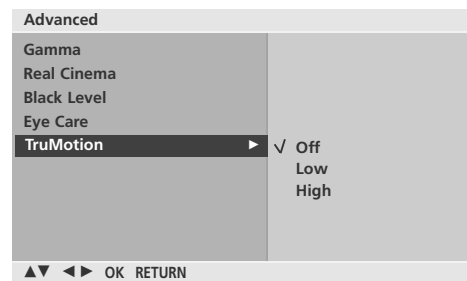 Advanced
Gamma
Real Cinema
Black Level
Eye Care
TruMotion ► √ Off
Low
High
▲▼ ◄► OK RETURN